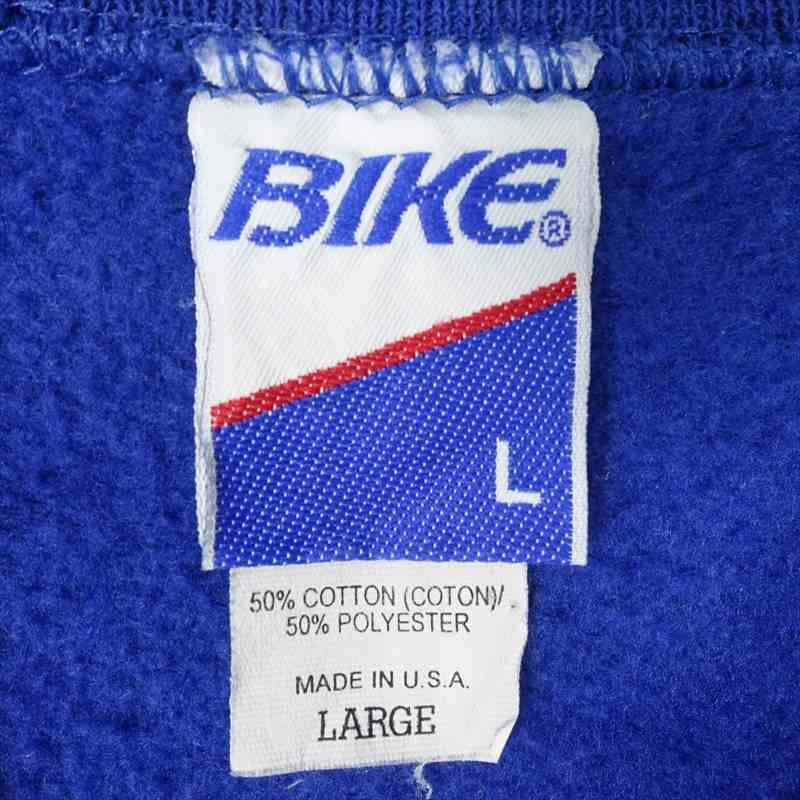 BIKE®
L
50% COTTON (COTON)/
50% POLYESTER
MADE IN U.S.A.
LARGE